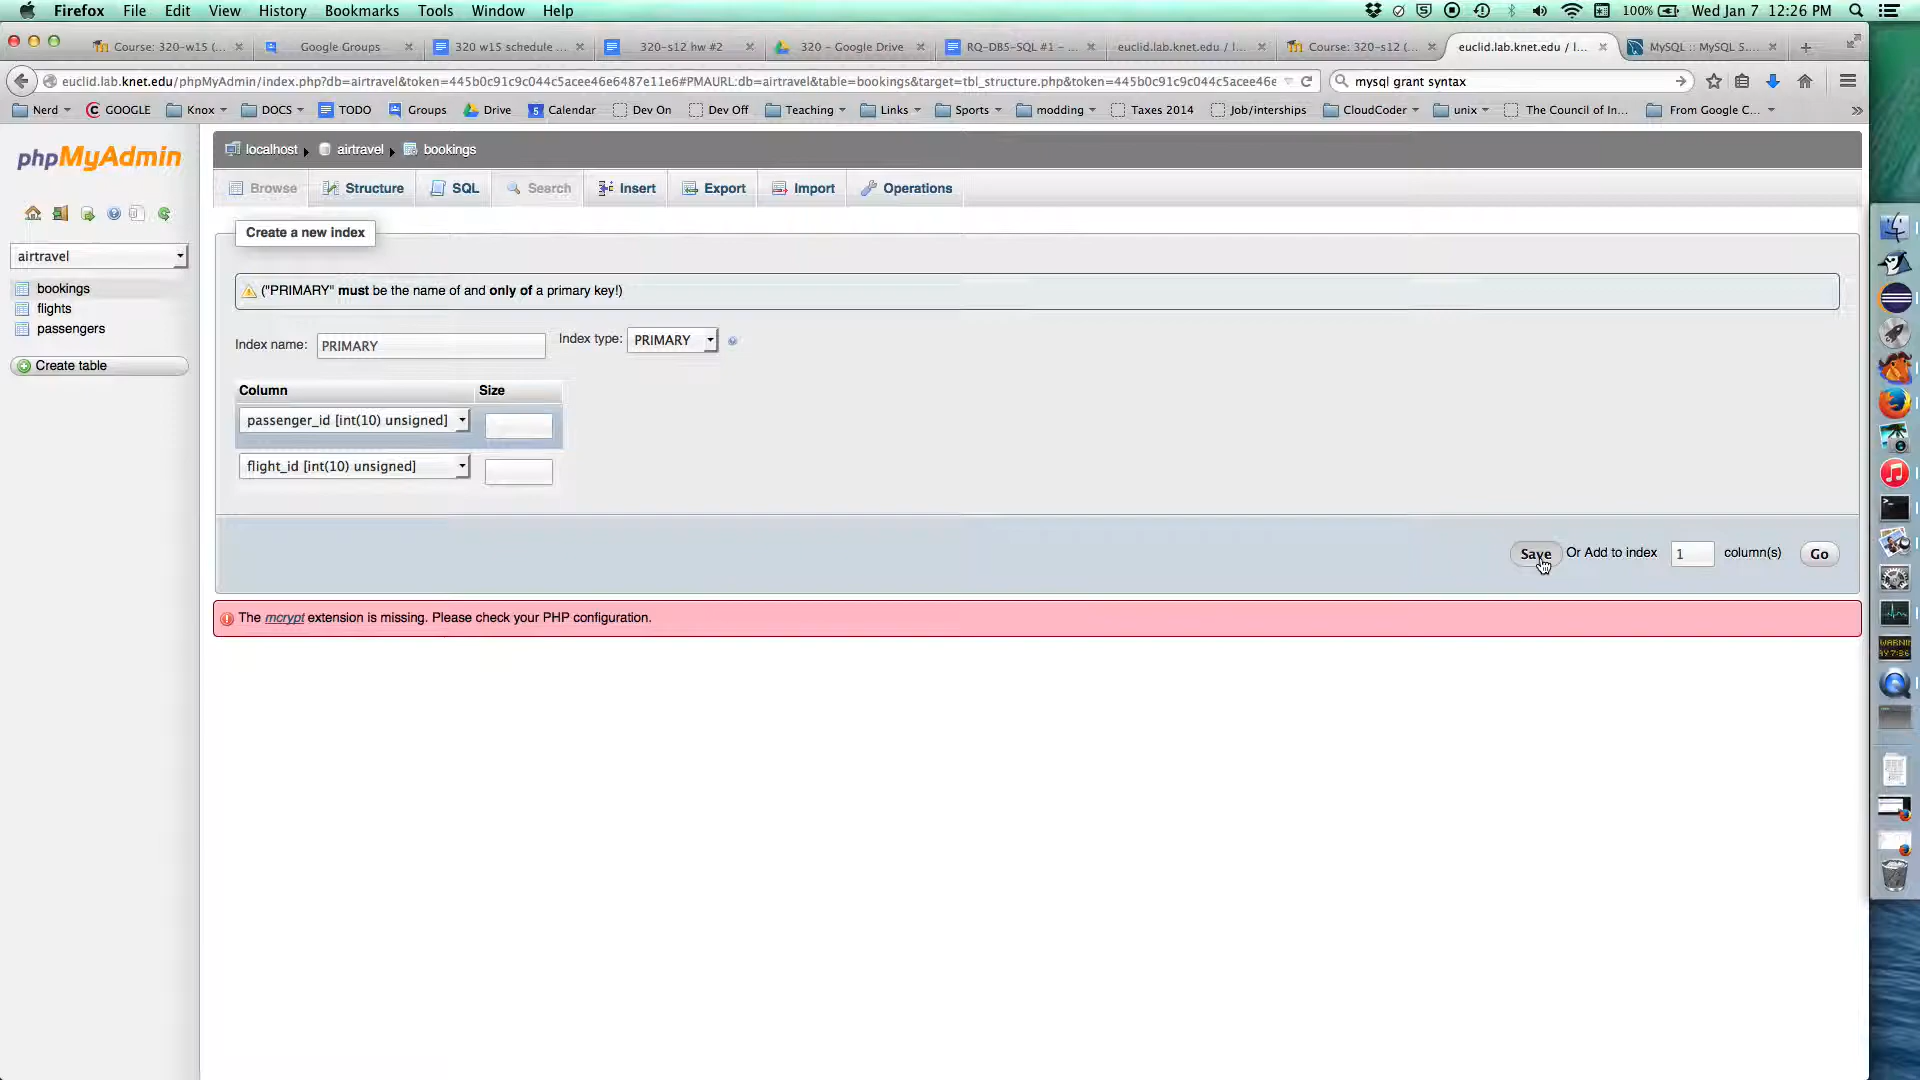 Firefox File Edit View History Bookmarks Tools Window Help 100% Wed Jan 7 12:26 PM
Course: 320-w15 (... Google Groups 320 w15 schedule ... 320-s12 hw #2 320 - Google Drive RQ-DB5-SQL #1 - ... euclid.lab.knet.edu / l... Course: 320-s12 (... euclid.lab.knet.edu / l... MySQL :: MySQL 5....
euclid.lab.knet.edu/phpMyAdmin/index.php?db=airtravel&token=445b0c91c9c044c5acee46e6487e11e6#PMAURL:db=airtravel&table=bookings&target=tbl_structure.php&token=445b0c91c9c044c5acee46e mysql grant syntax
Nerd GOOGLE Knox DOCS TODO Groups Drive 5 Calendar Dev On Dev Off Teaching Links Sports modding Taxes 2014 Job/interships CloudCoder unix The Council of In... From Google C...
phpMyAdmin
airtravel
bookings
flights
passengers
Create table
localhost airtravel bookings
Browse Structure SQL Search Insert Export Import Operations
Create a new index
("PRIMARY" must be the name of and only of a primary key!)
Index name: PRIMARY Index type: PRIMARY
Column Size
passenger_id [int(10) unsigned]
flight_id [int(10) unsigned]
Save Or Add to index 1 column(s) Go
The mcrypt extension is missing. Please check your PHP configuration.